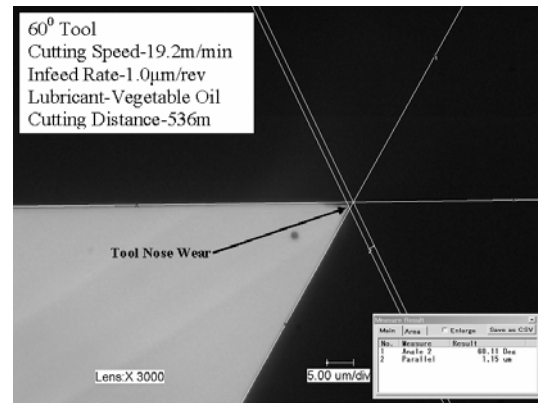 60⁰ Tool
Cutting Speed-19.2m/min
Infeed Rate-1.0μm/rev
Lubricant-Vegetable Oil
Cutting Distance-536m
Tool Nose Wear
Measure Result
Main Area Enlarge Save as CSV
No. Measure Result
1 Angle 2 60.11 Deg
2 Parallel 1.15 um
Lens:X 3000
5.00 um/div